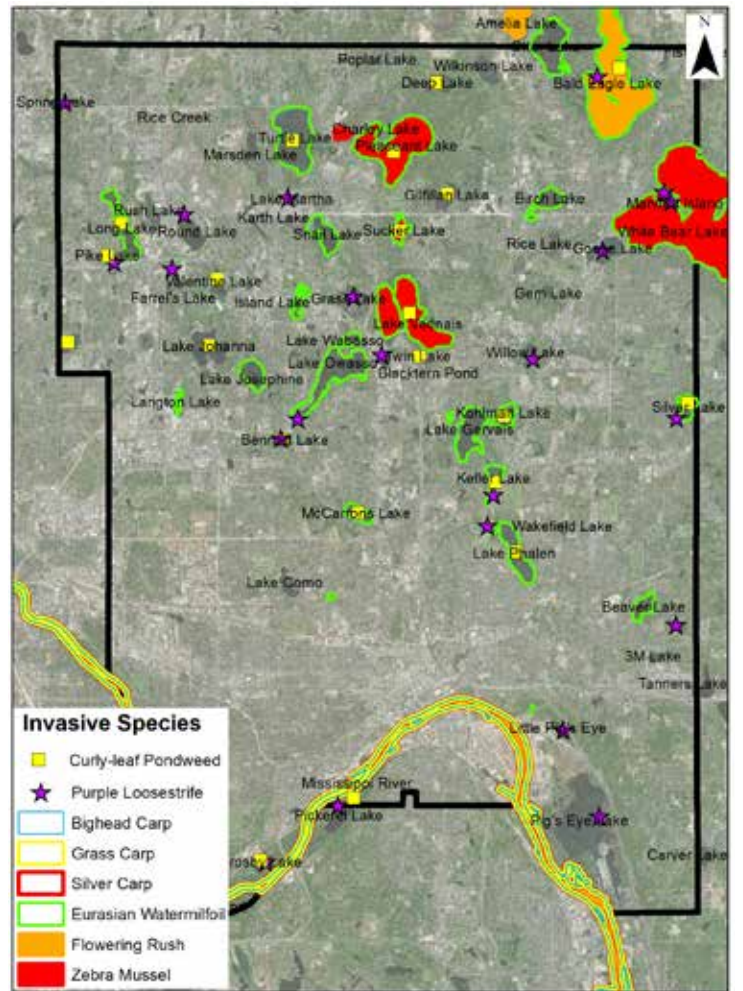 N
Amelia Lake
Poplar Lake
Wilkinson Lake
Deep Lake
Bald Eagle Lake
Spring Lake
Rice Creek
Charley Lake
Turtle Lake
Pleasant Lake
Marsden Lake
Gilfillan Lake
Lake Martha
Birch Lake
Manitou Island
Rush Lake
Karth Lake
Long Lake
Round Lake
Snail Lake
Sucker Lake
White Bear Lake
Rice Lake
Goose Lake
Pike Lake
Valentine Lake
Farrel's Lake
Island Lake
Grass Lake
Gem Lake
Lake Vadnais
Lake Wabasso
Lake Johanna
Lake Owasso
Twin Lake
Willow Lake
Lake Josephine
Blacktern Pond
Langton Lake
Kohlman Lake
Silver Lake
Lake Gervais
Bennett Lake
Keller Lake
McCarrons Lake
Wakefield Lake
Lake Phalen
Lake Como
Beaver Lake
3M Lake
Tanners Lake
Little Pig's Eye
Mississippi River
Pickerel Lake
Pig's Eye Lake
Carver Lake
Crosby Lake
Invasive Species
Curly-leaf Pondweed
Purple Loosestrife
Bighead Carp
Grass Carp
Silver Carp
Eurasian Watermilfoil
Flowering Rush
Zebra Mussel